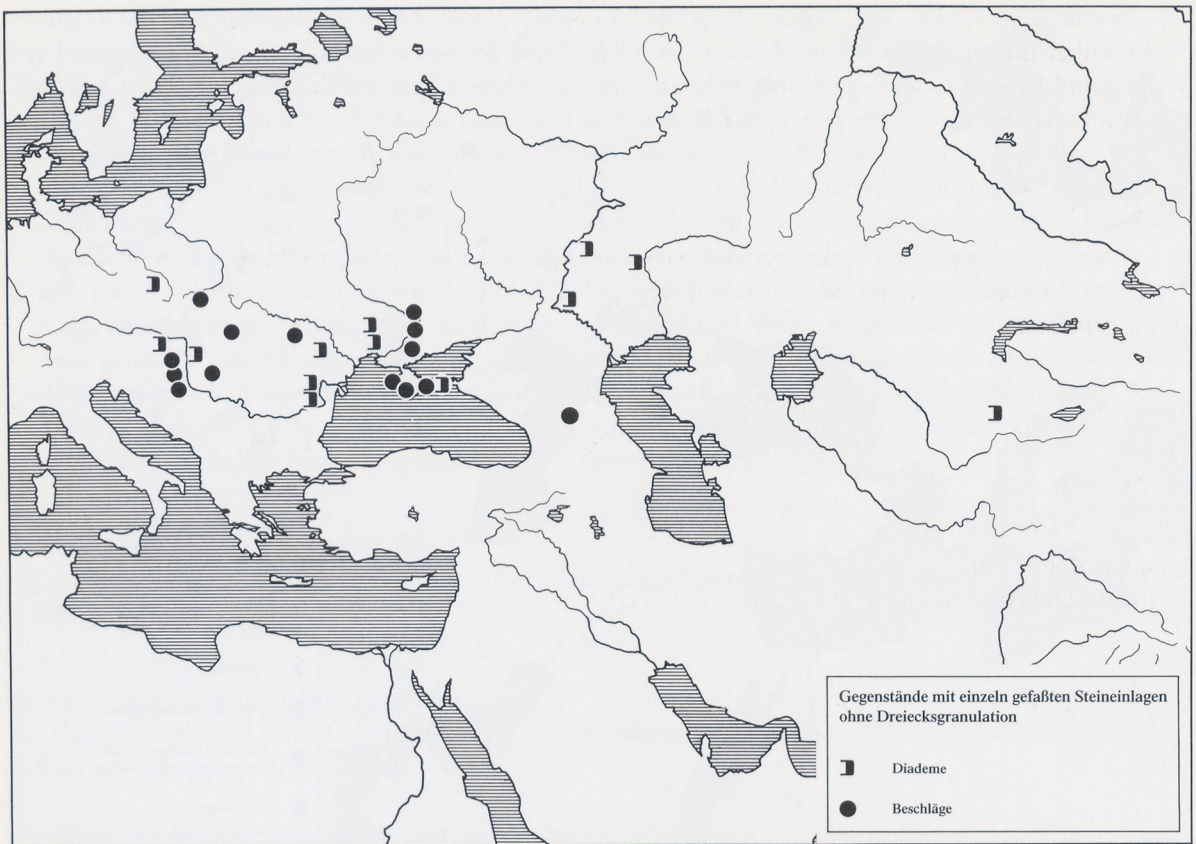 Gegenstände mit einzeln gefaßten Steineinlagen
ohne Dreiecksgranulation
Diademe
Beschläge